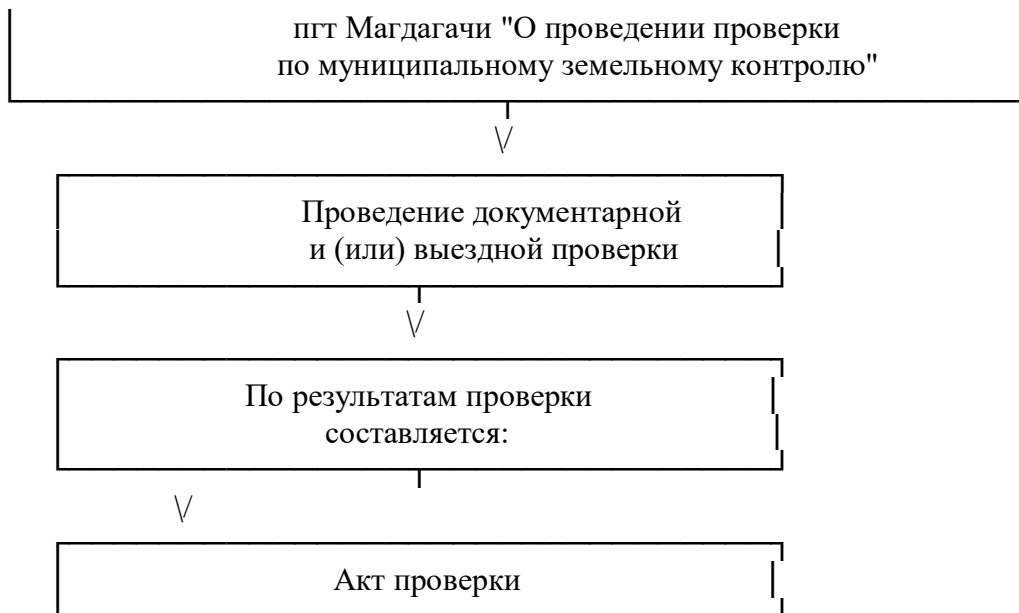 пгт Магдагачи "О проведении проверки
по муниципальному земельному контролю"
Проведение документарной
и (или) выездной проверки
По результатам проверки
составляется:
Акт проверки